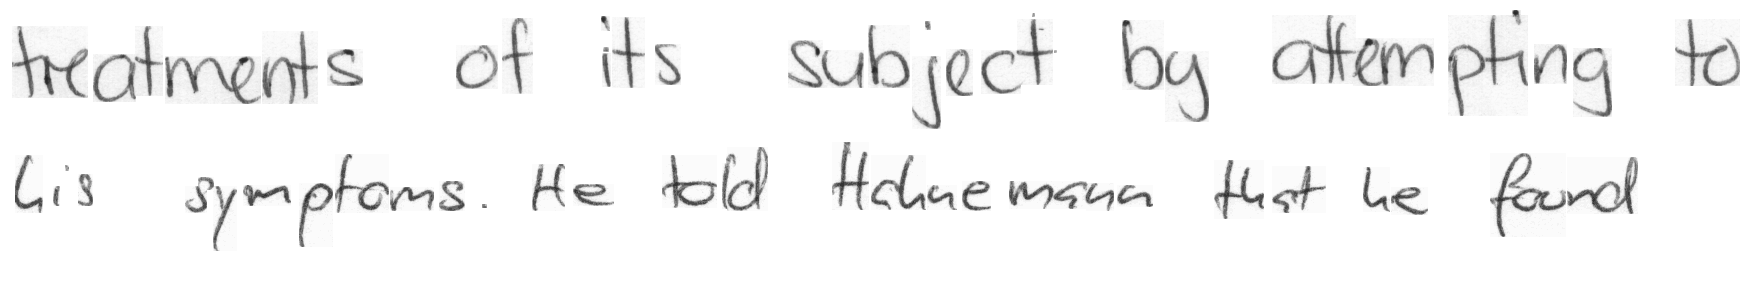 treatments of its subject by attempting to
his symptoms. He told Hahnemann that he found